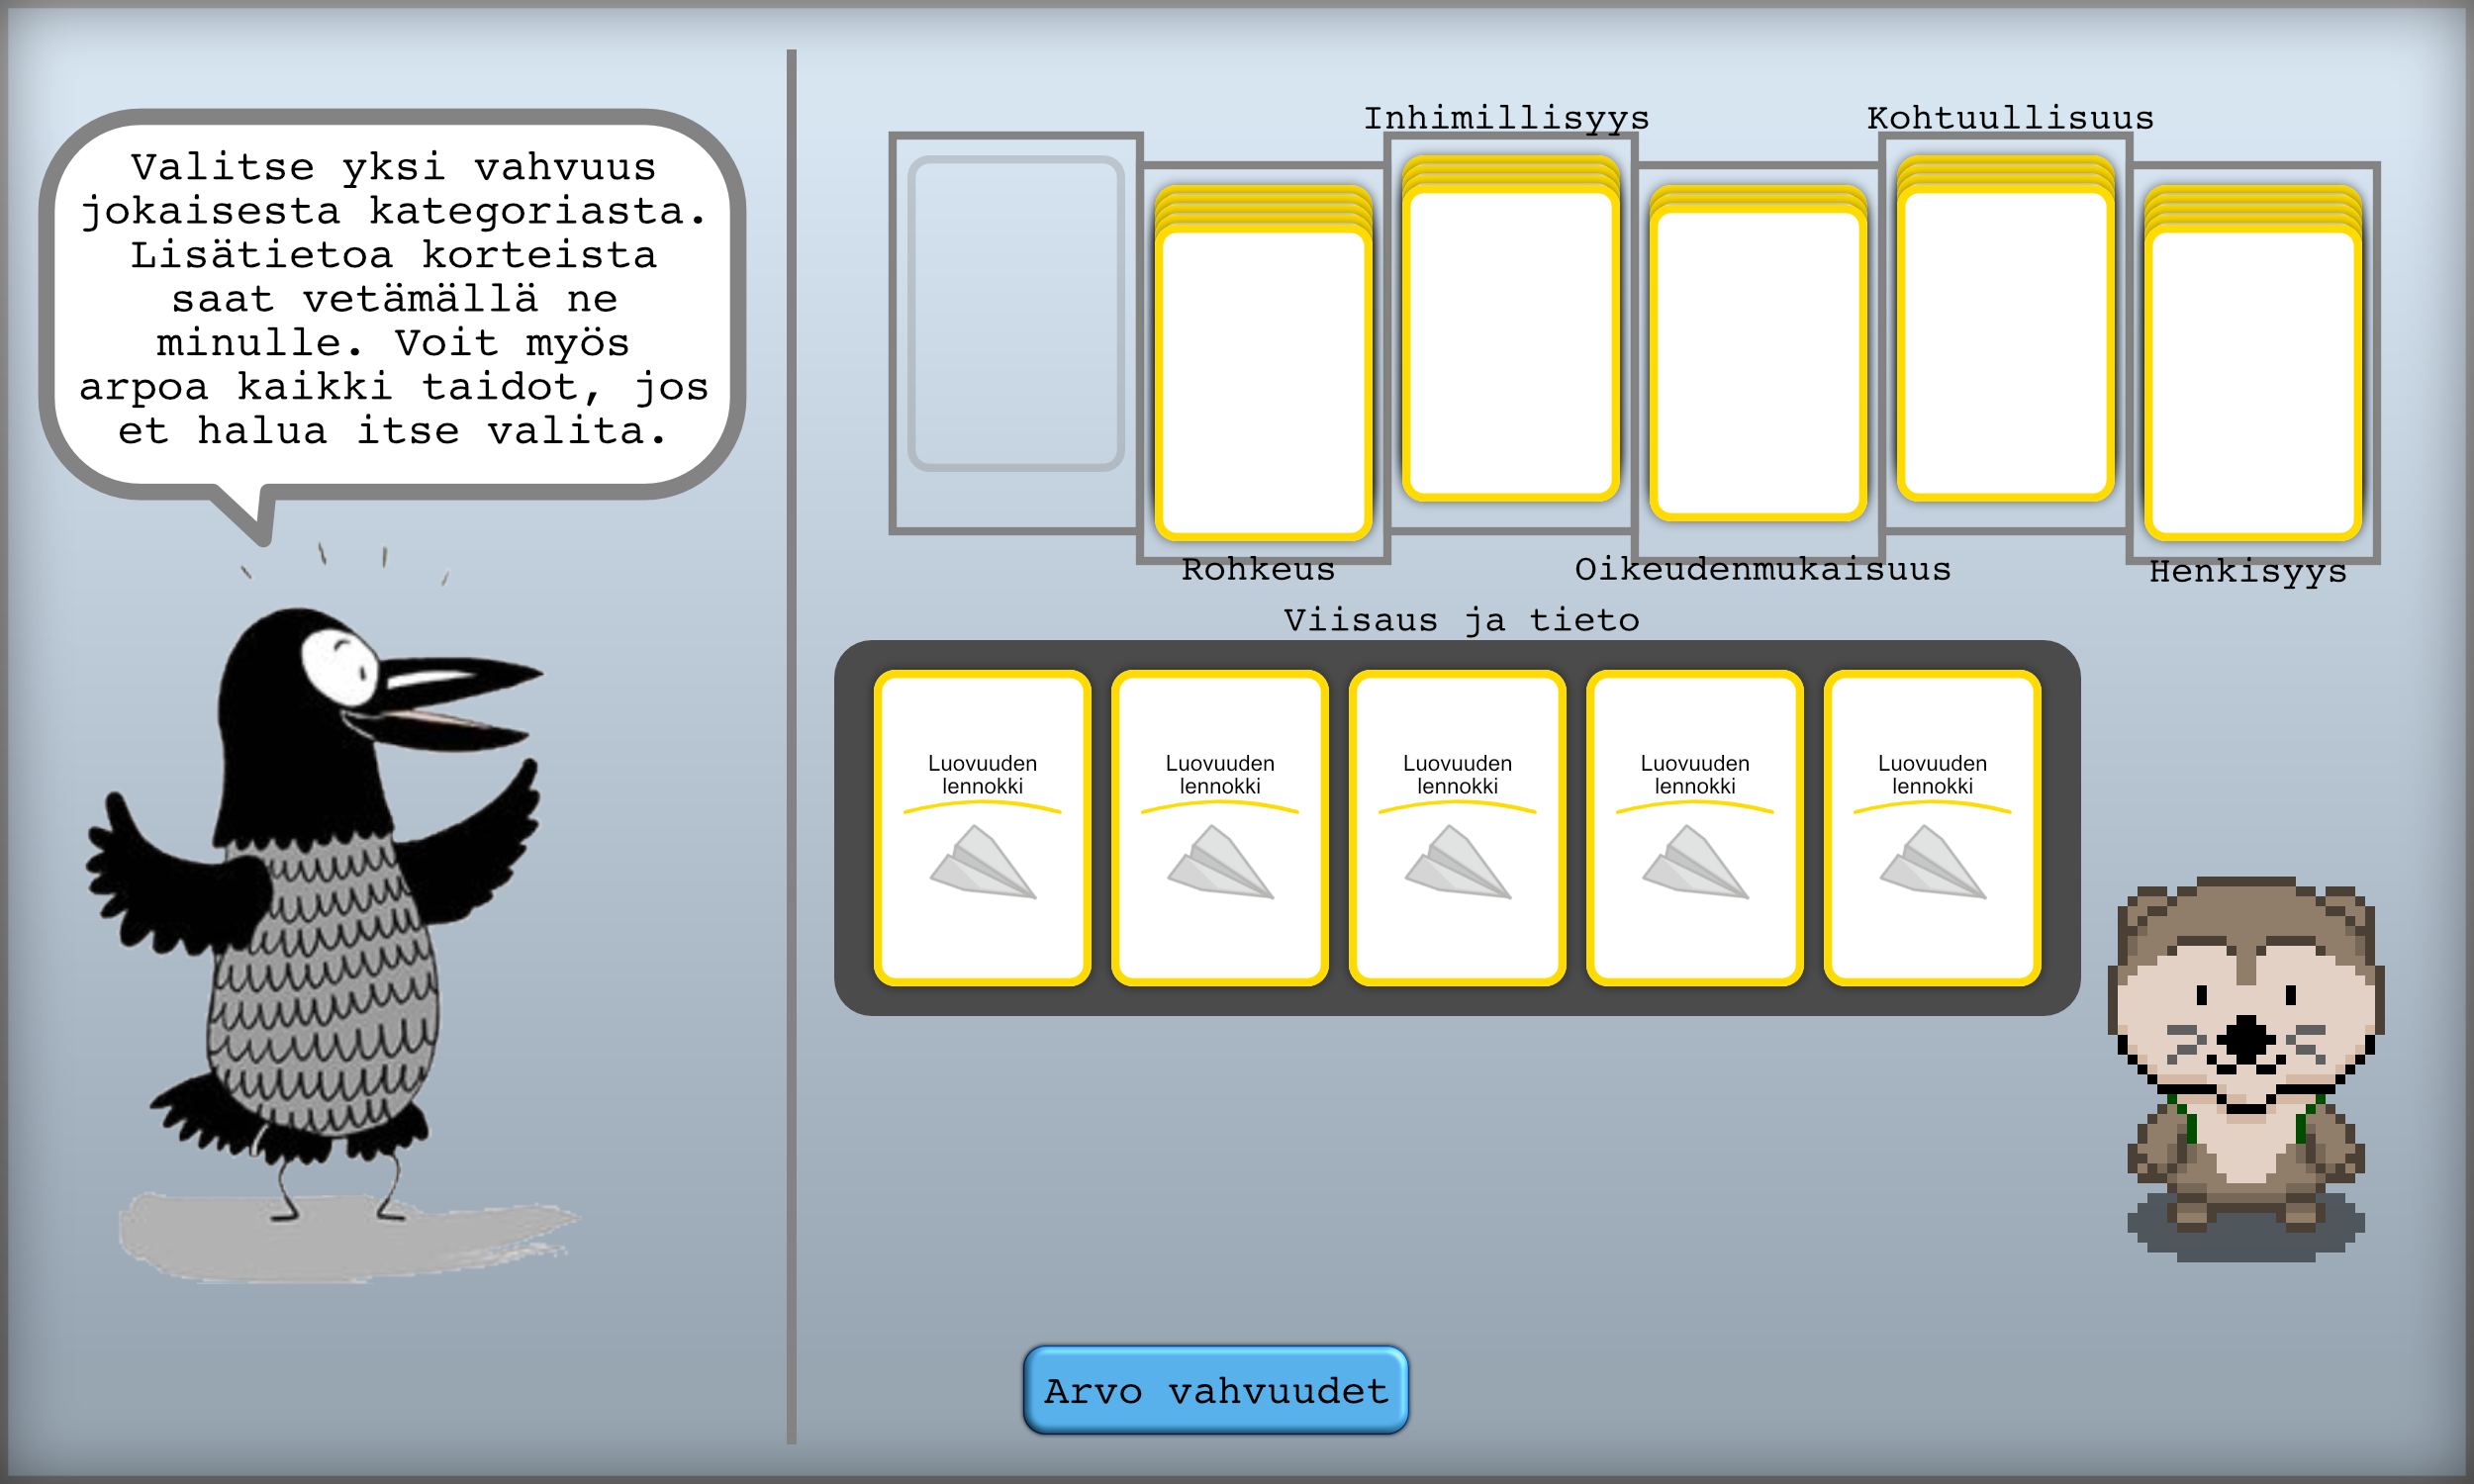 Valitse yksi vahvuus
jokaisesta kategoriasta.
Lisätietoa korteista
saat vetämällä ne
minulle. Voit myös
arpoa kaikki taidot, jos
et halua itse valita.
Inhimillisyys
Kohtuullisuus
Rohkeus
Oikeudenmukaisuus
Henkisyys
Viisaus ja tieto
Luovuuden
lennokki
Luovuuden
lennokki
Luovuuden
lennokki
Luovuuden
lennokki
Luovuuden
lennokki
Arvo vahvuudet